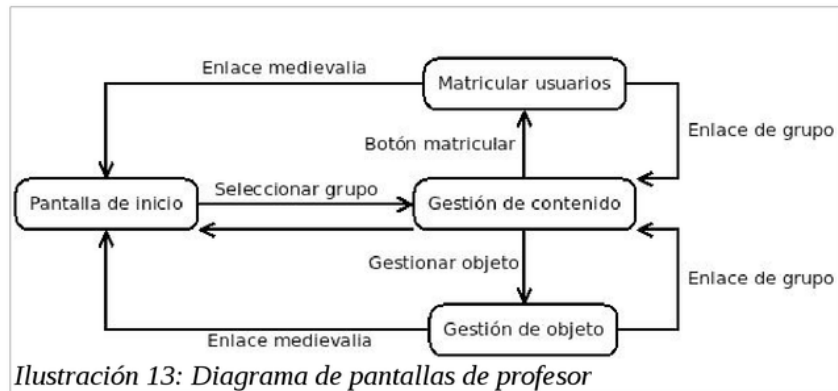 Enlace medievalia
Matricular usuarios
Enlace de grupo
Botón matricular
Seleccionar grupo
Pantalla de inicio
Gestión de contenido
Gestionar objeto
Enlace de grupo
Enlace medievalia
Gestión de objeto
Ilustración 13: Diagrama de pantallas de profesor